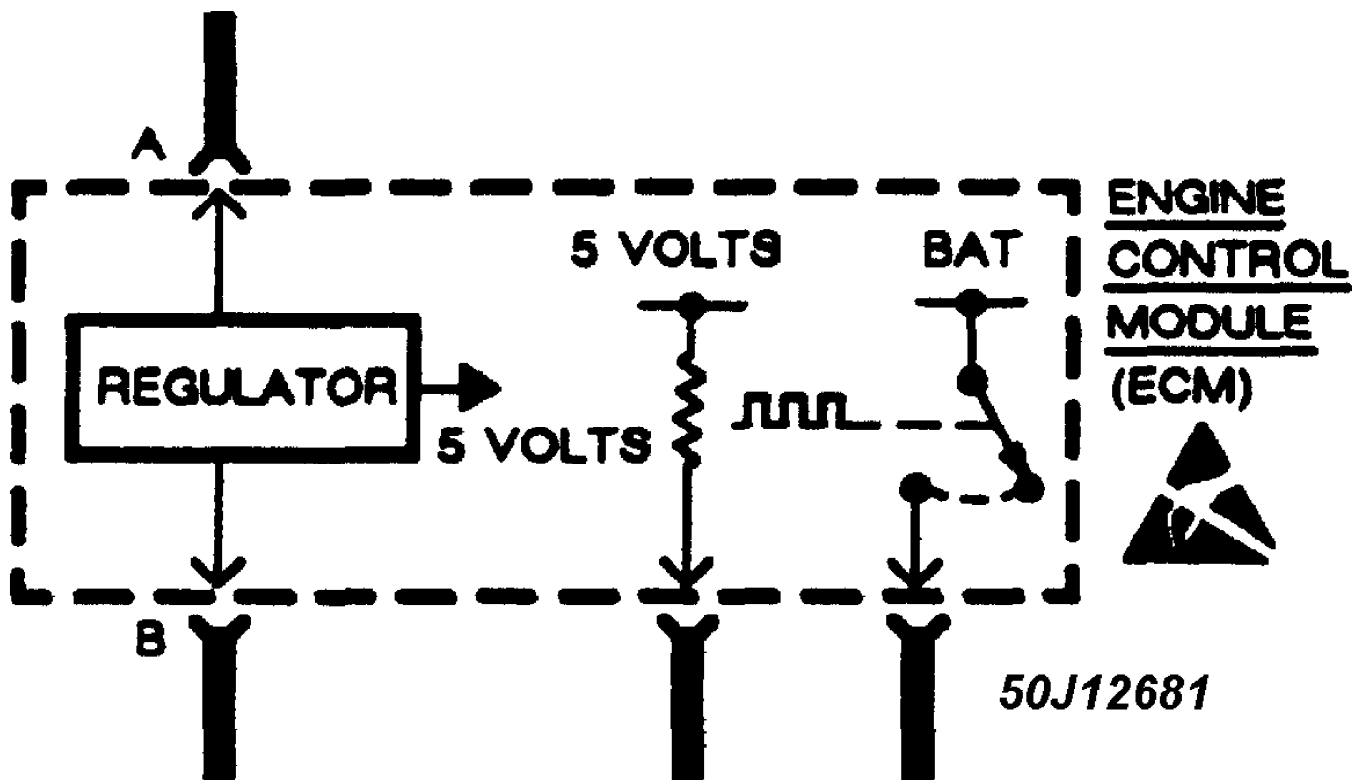 A
ENGINE
CONTROL
MODULE
(ECM)
5 VOLTS
BAT
REGULATOR
5 VOLTS
B
50J12681